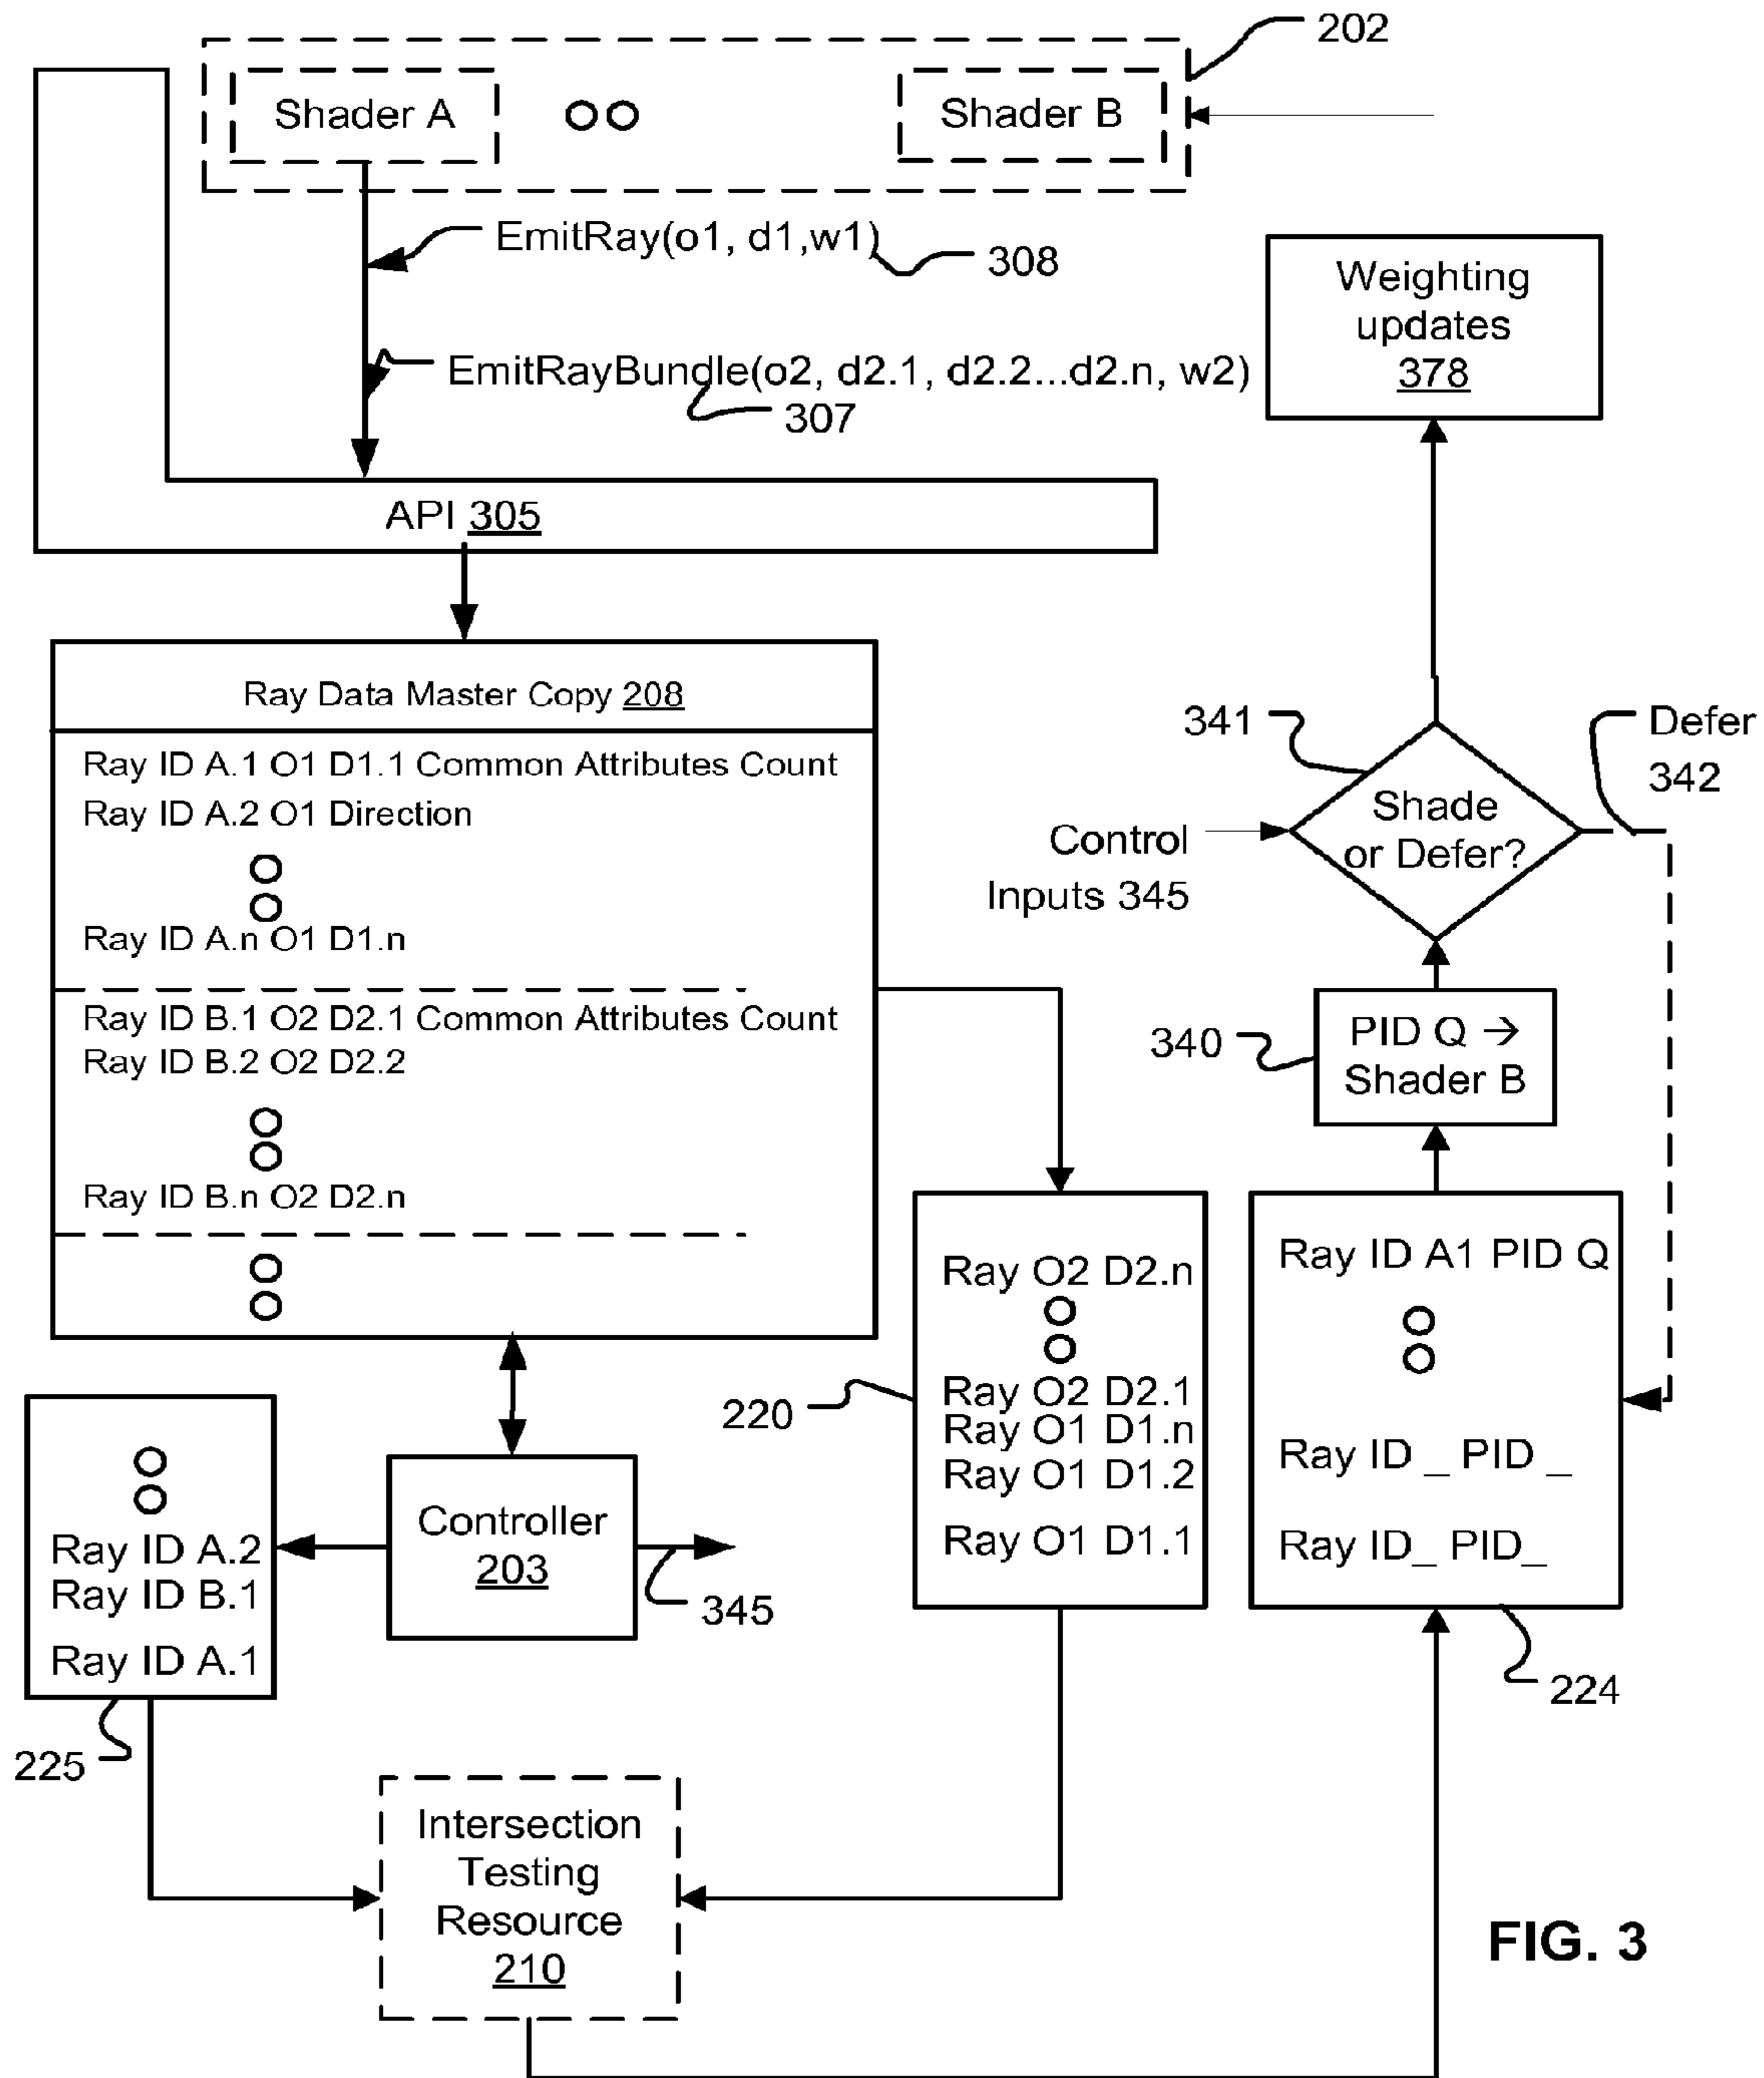 202
Shader A
Shader B
EmitRay(o1, d1,w1)
308
EmitRayBundle(o2, d2.1, d2.2...d2.n, w2)
307
API 305
Weighting
updates
378
Ray Data Master Copy 208
Ray ID A.1 O1 D1.1 Common Attributes Count
Ray ID A.2 O1 Direction
Ray ID A.n O1 D1.n
Ray ID B.1 O2 D2.1 Common Attributes Count
Ray ID B.2 O2 D2.2
Ray ID B.n O2 D2.n
341
Defer
342
Shade
or Defer?
Control
Inputs 345
340
PID Q →
Shader B
Ray O2 D2.n
Ray O2 D2.1
Ray O1 D1.n
Ray O1 D1.2
Ray O1 D1.1
220
Ray ID A1 PID Q
Ray ID _ PID _
Ray ID_ PID_
224
Ray ID A.2
Ray ID B.1
Ray ID A.1
225
Controller
203
345
Intersection
Testing
Resource
210
FIG. 3